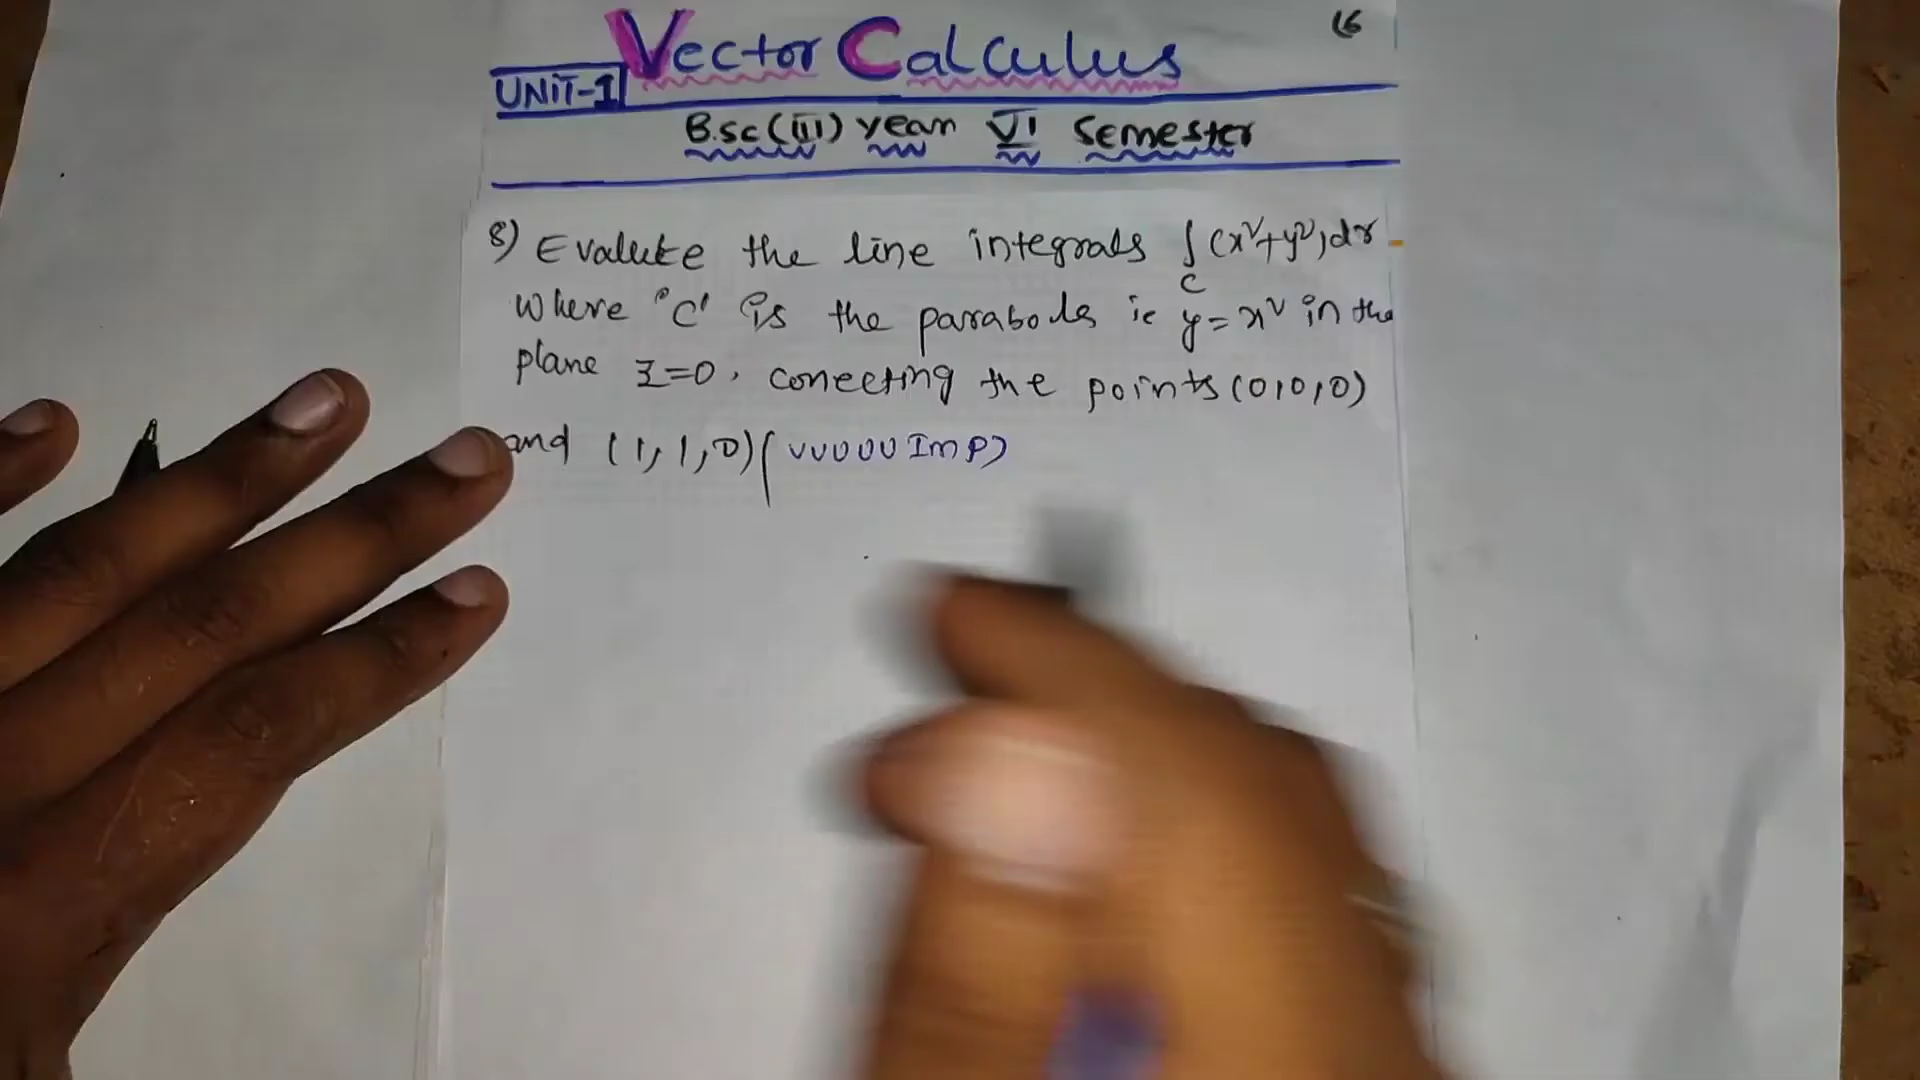 16
Vector Calculus
UNIT-1
B.sc(III) year VI Semester
8) Evalute the line integrals ∫(x²+y²)dr
C
where 'C' is the parabola ie y=x² in the
plane z=0, conecting the points (0,0,0)
and (1,1,0) (VVVVV Imp)